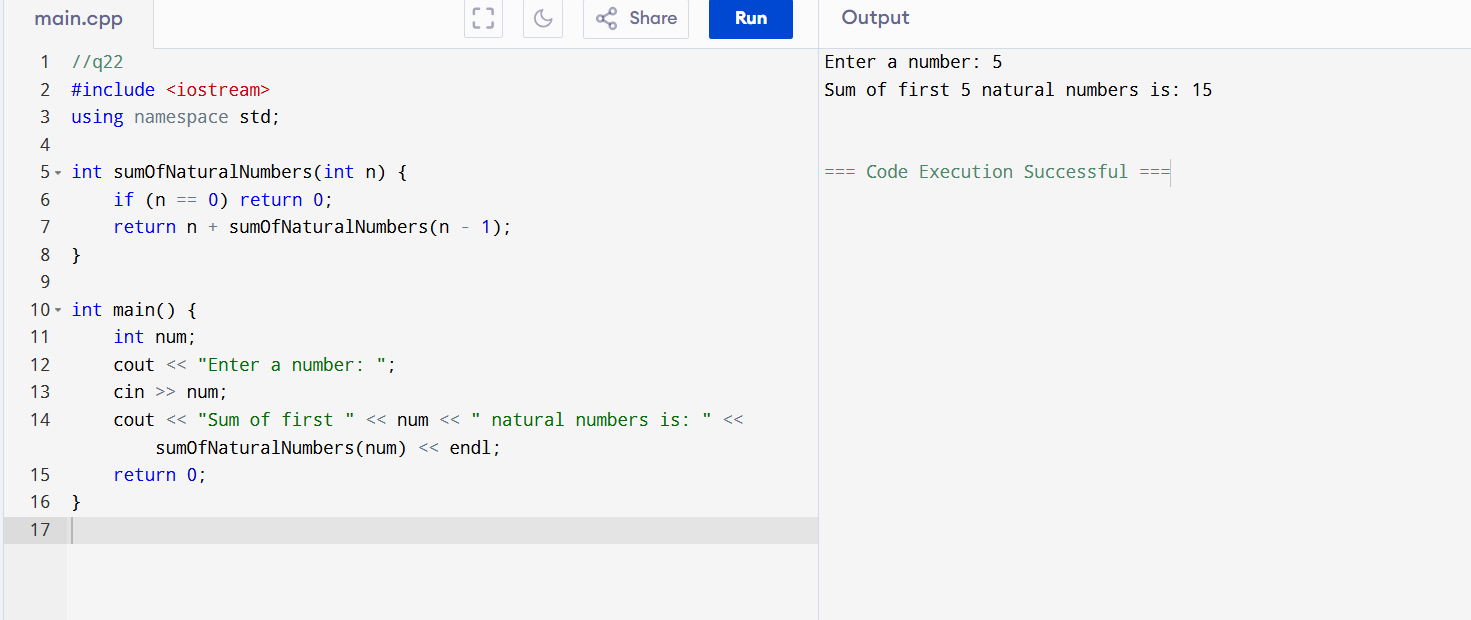 main.cpp
Share
Run
Output
1 //q22
2 #include <iostream>
3 using namespace std;
4
5 int sumOfNaturalNumbers(int n) {
6     if (n == 0) return 0;
7     return n + sumOfNaturalNumbers(n - 1);
8 }
9
10 int main() {
11     int num;
12     cout << "Enter a number: ";
13     cin >> num;
14     cout << "Sum of first " << num << " natural numbers is: " <<
        sumOfNaturalNumbers(num) << endl;
15     return 0;
16 }
17
Enter a number: 5
Sum of first 5 natural numbers is: 15
=== Code Execution Successful ===